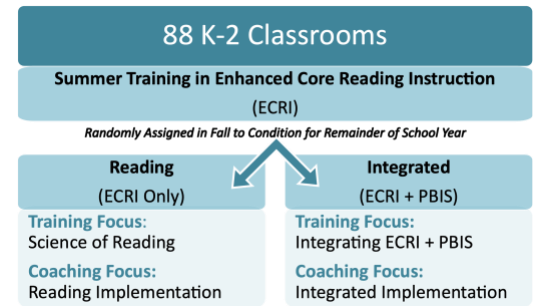 88 K-2 Classrooms
Summer Training in Enhanced Core Reading Instruction
(ECRI)
Randomly Assigned in Fall to Condition for Remainder of School Year
Reading
(ECRI Only)
Training Focus:
Science of Reading
Coaching Focus:
Reading Implementation
Integrated
(ECRI + PBIS)
Training Focus:
Integrating ECRI + PBIS
Coaching Focus:
Integrated Implementation